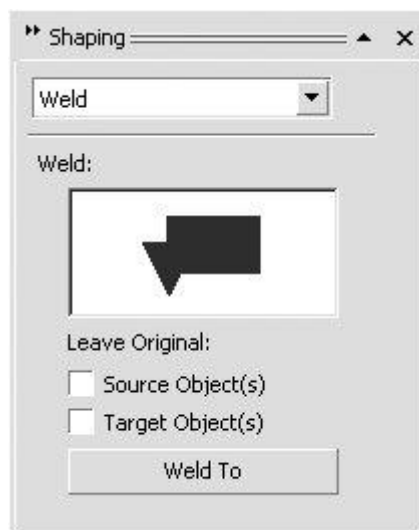 Shaping
Weld
Weld:
Leave Original:
Source Object(s)
Target Object(s)
Weld To